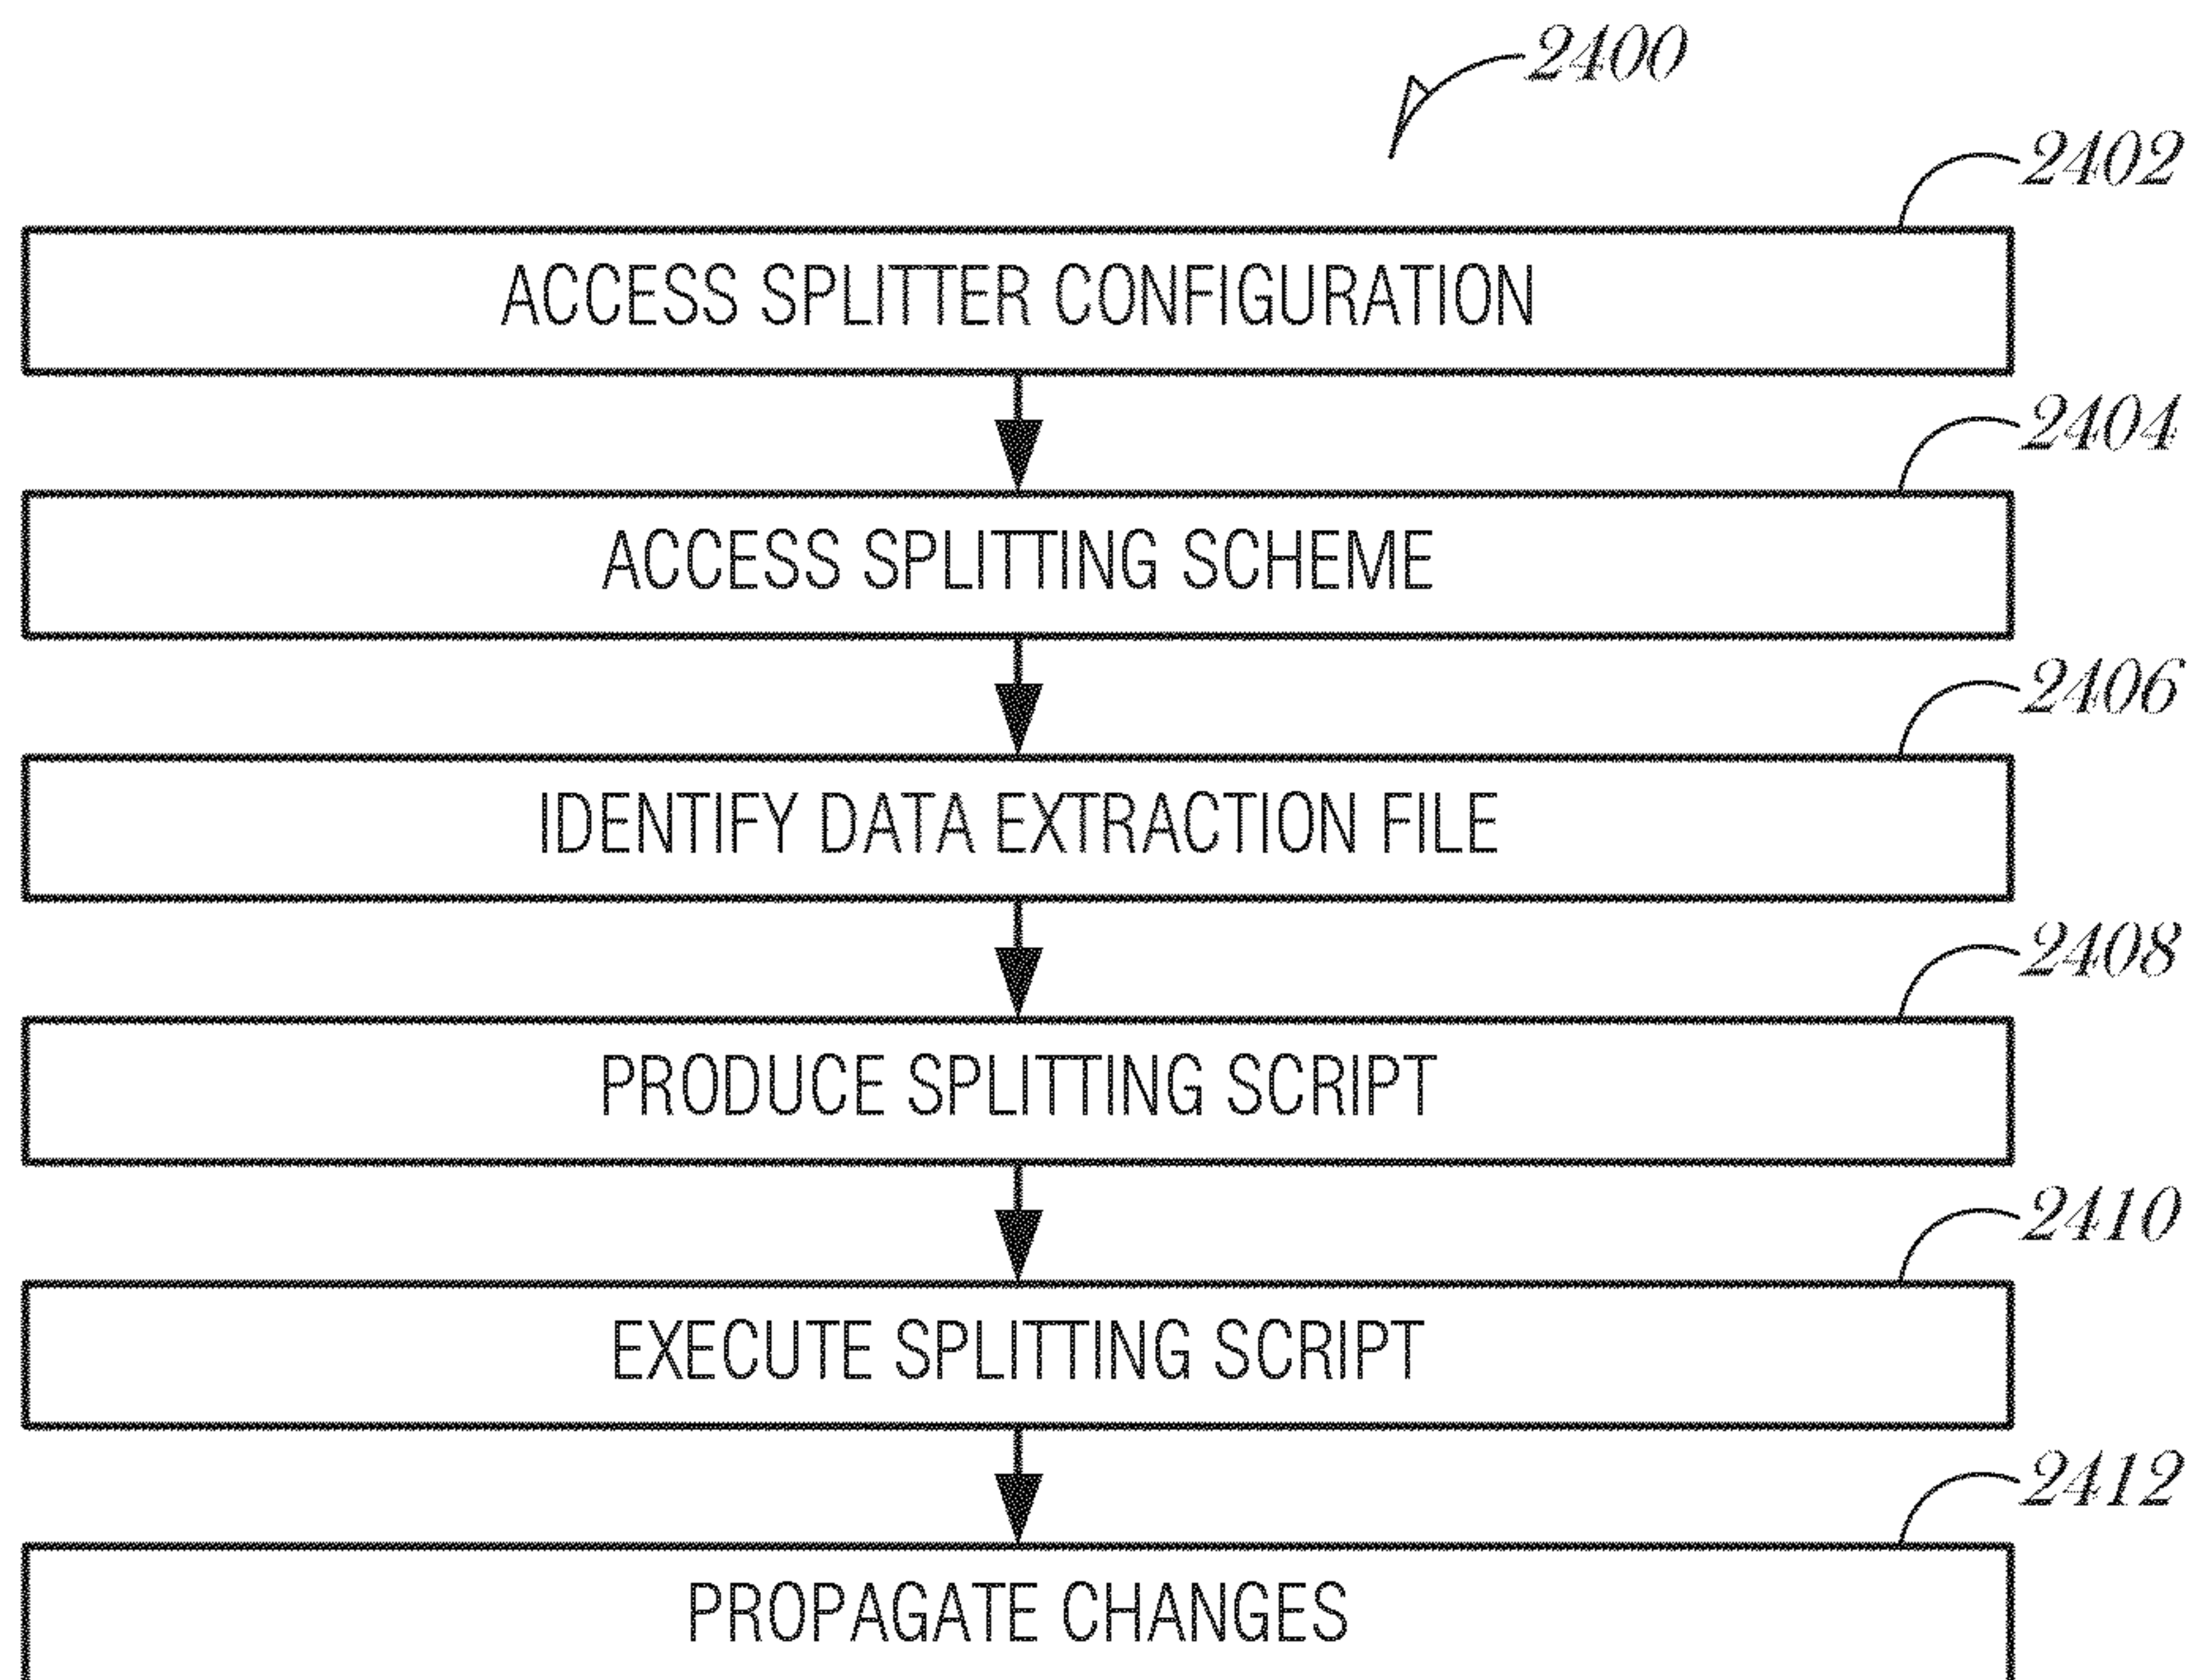 2400
2402
ACCESS SPLITTER CONFIGURATION
2404
ACCESS SPLITTING SCHEME
2406
IDENTIFY DATA EXTRACTION FILE
2408
PRODUCE SPLITTING SCRIPT
2410
EXECUTE SPLITTING SCRIPT
2412
PROPAGATE CHANGES